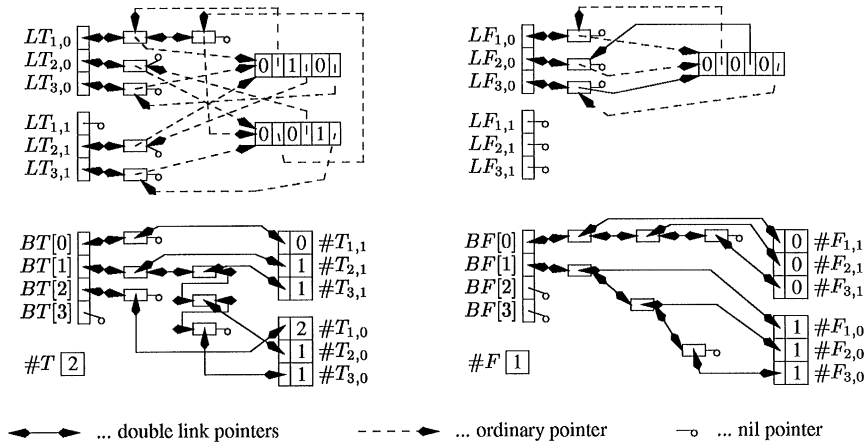 LT1,0
LT2,0
LT3,0
0 1 0
LT1,1
LT2,1
LT3,1
0 0 1
LF1,0
LF2,0
LF3,0
0 0 0
LF1,1
LF2,1
LF3,1
BT[0]
BT[1]
BT[2]
BT[3]
0 #T1,1
1 #T2,1
1 #T3,1
2 #T1,0
1 #T2,0
1 #T3,0
#T 2
BF[0]
BF[1]
BF[2]
BF[3]
0 #F1,1
0 #F2,1
0 #F3,1
1 #F1,0
1 #F2,0
1 #F3,0
#F 1
... double link pointers ... ordinary pointer ... nil pointer